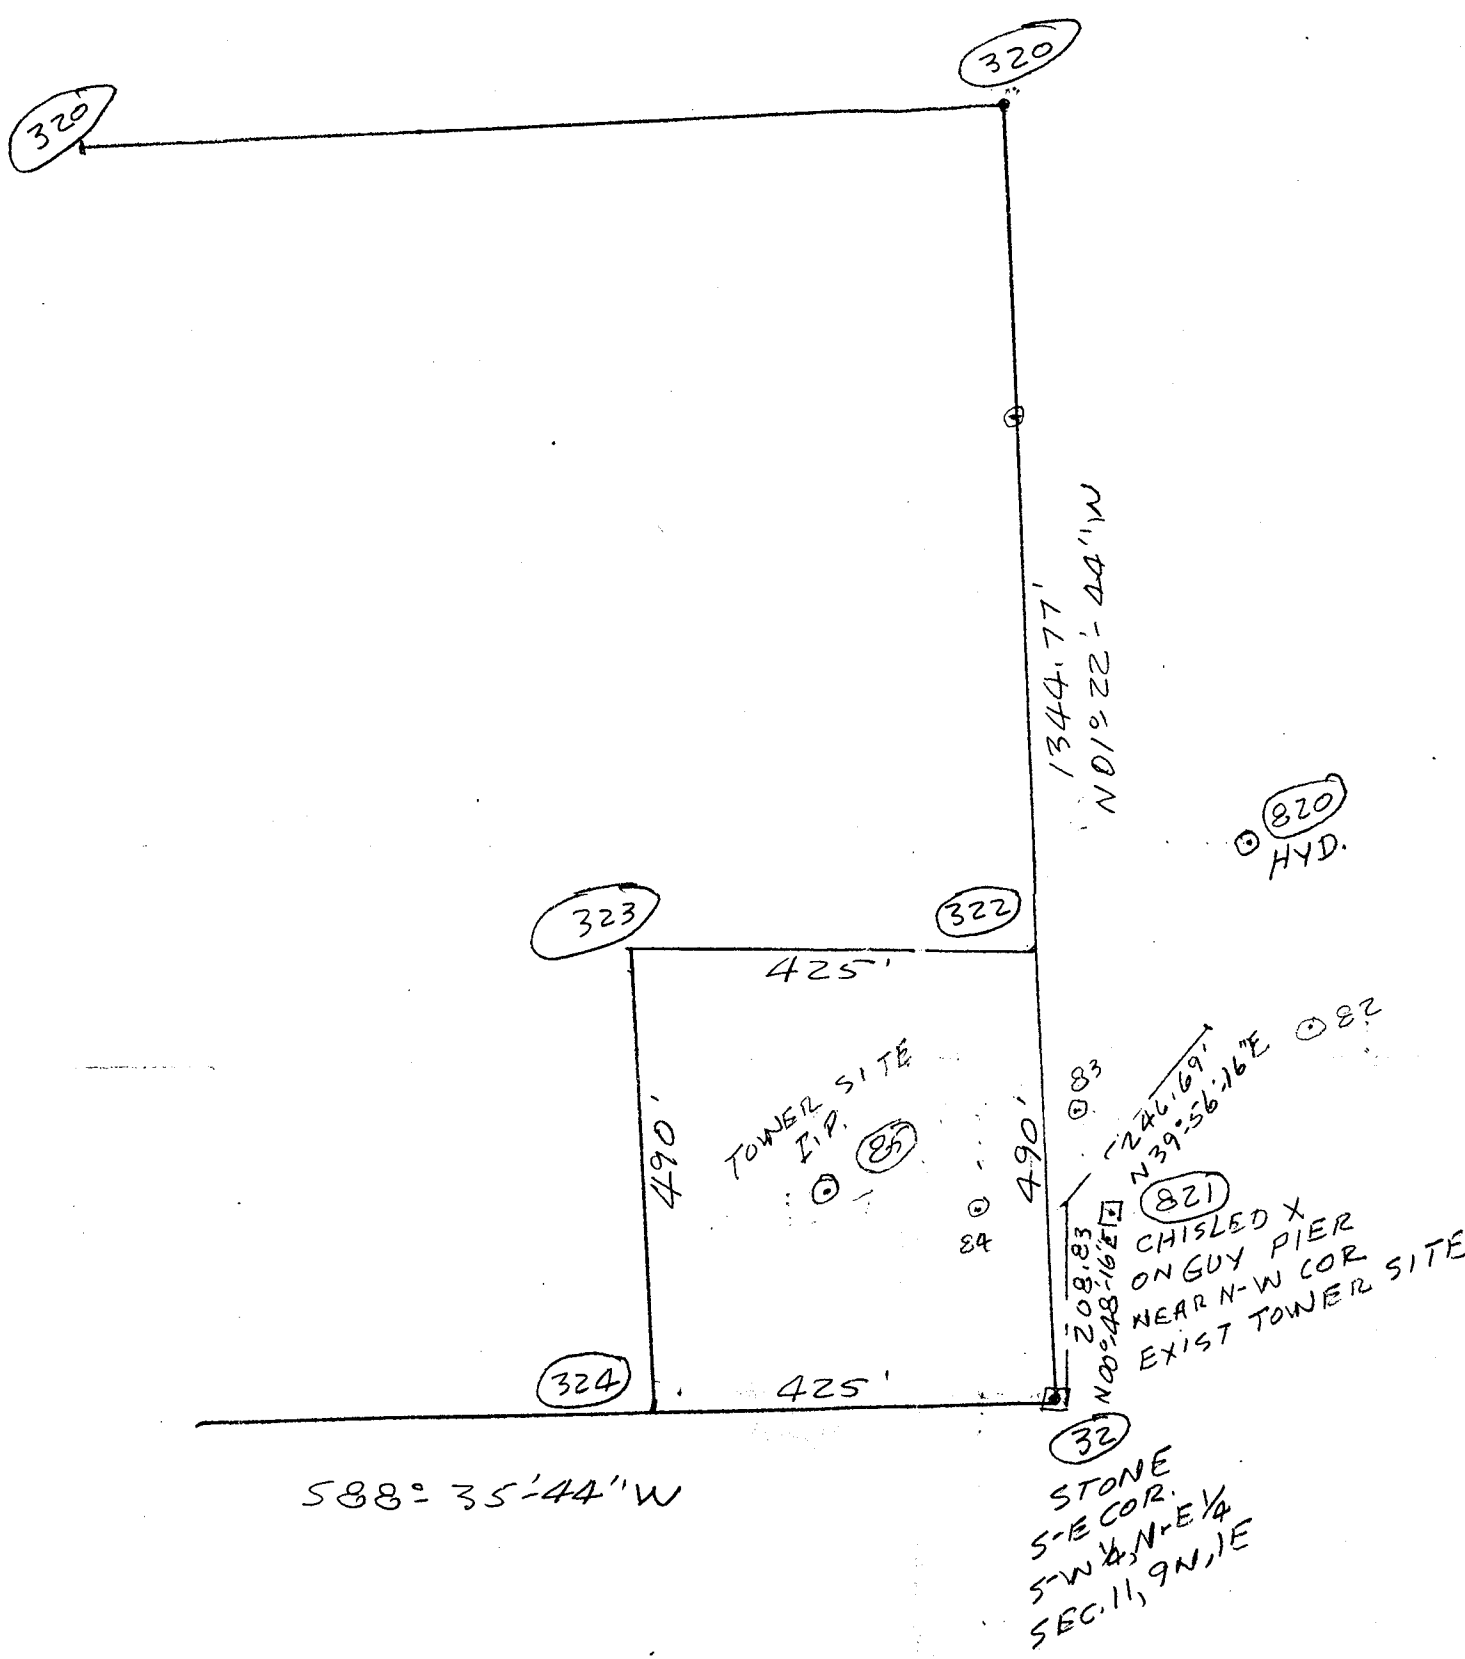 320
320
1344.77'
N01°-22'-44"W
820
HYD.
323
322
425'
82
83
TOWER SITE
I.P.
85
490'
490'
84
246.69'
N39°-56'-16"E
821
CHISLED X
ON GUY PIER
NEAR N-W COR
EXIST TOWER SITE
208.83
N00°-48'-16"E
324
425'
32
S88°-35'-44"W
STONE
S-E COR.
S-W ¼, N-E ¼
SEC. 11, 9N, 1E